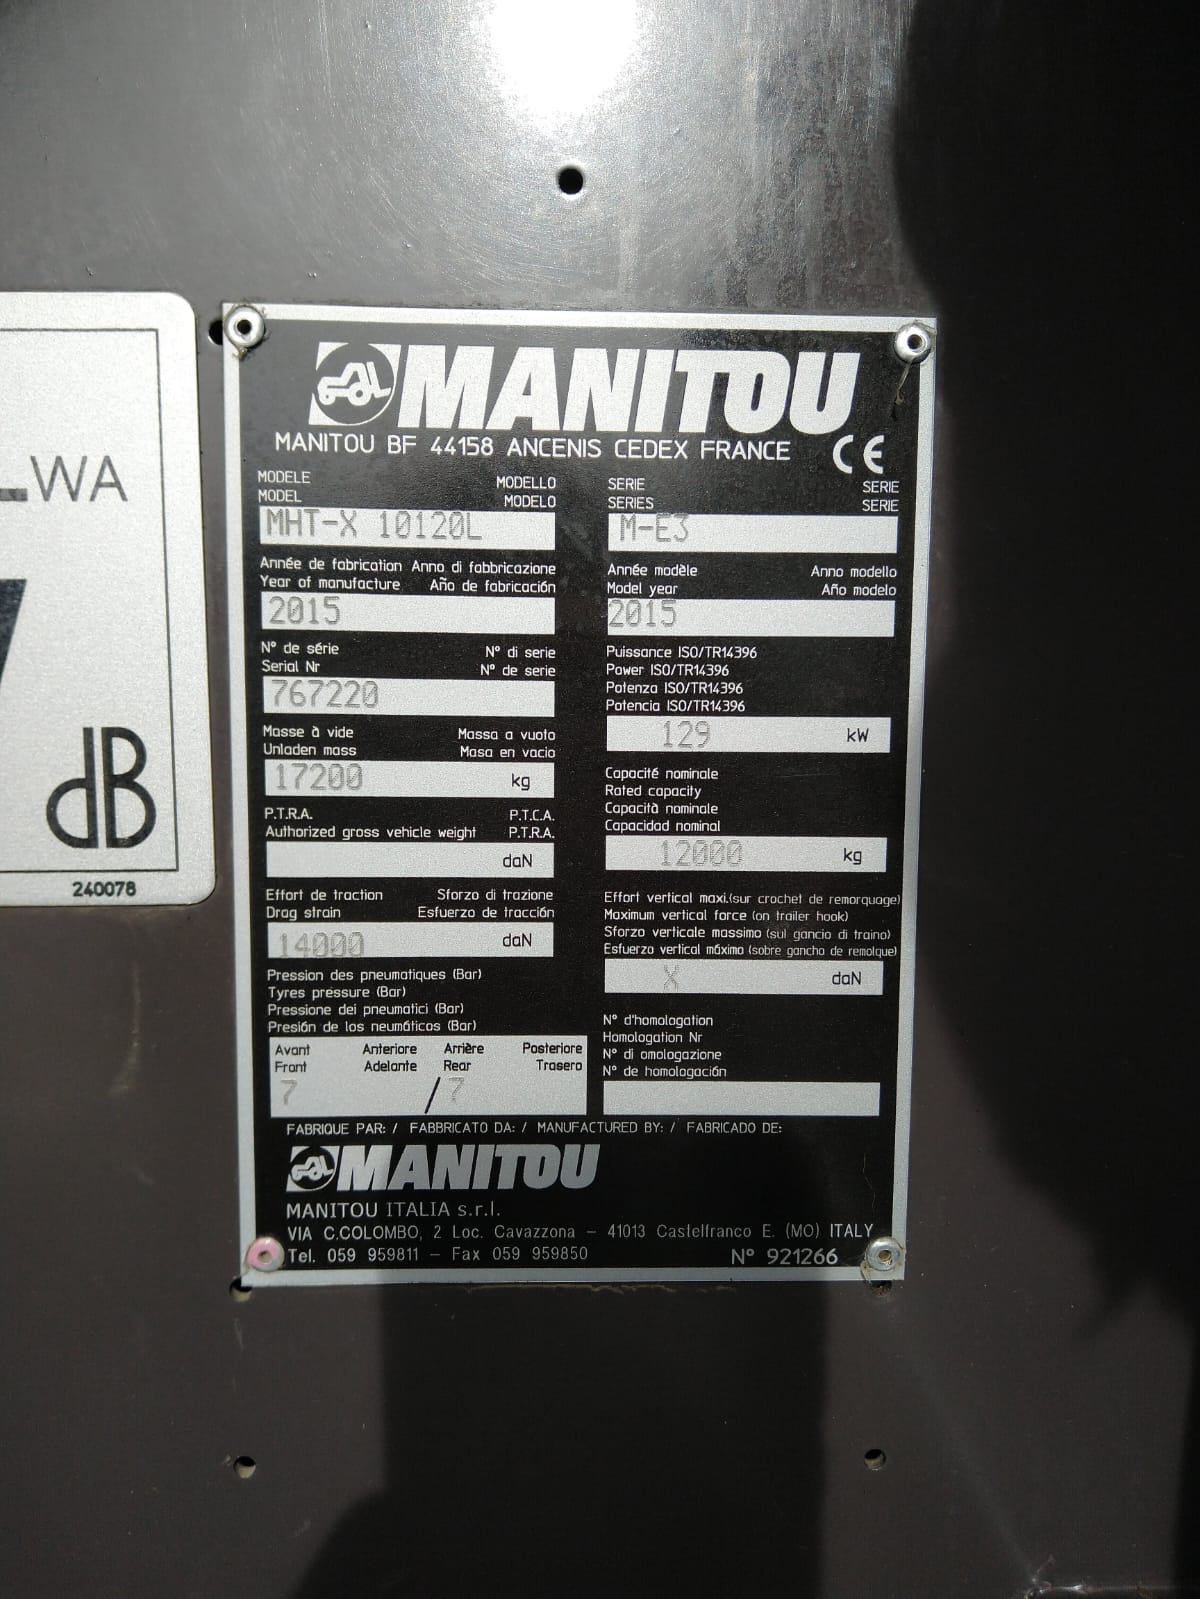 LWA
dB
240078
MANITOU
MANITOU BF 44158 ANCENIS CEDEX FRANCE CE
MODELE MODELLO
MODEL MODELO
MHT-X 10120L
SERIE SERIE
SERIES SERIE
M-E3
Année de fabrication Anno di fabbricazione
Year of manufacture Año de fabricación
2015
Année modèle Anno modello
Model year Año modelo
2015
N° de série N° di serie
Serial Nr N° de serie
767220
Puissance ISO/TR14396
Power ISO/TR14396
Potenza ISO/TR14396
Potencia ISO/TR14396
129 kW
Masse à vide Massa a vuoto
Unladen mass Masa en vacio
17200 kg
Capacité nominale
Rated capacity
Capacità nominale
Capacidad nominal
12000 kg
P.T.R.A. P.T.C.A.
Authorized gross vehicle weight P.T.R.A.
daN
Effort de traction Sforzo di trazione
Drag strain Esfuerzo de tracción
14000 daN
Effort vertical maxi.(sur crochet de remorquage)
Maximum vertical force (on trailer hook)
Sforzo verticale massimo (sul gancio di traino)
Esfuerzo vertical máximo (sobre gancho de remolque)
X daN
Pression des pneumatiques (Bar)
Tyres pressure (Bar)
Pressione dei pneumatici (Bar)
Presión de los neumáticos (Bar)
Avant Anteriore Arrière Posteriore
Front Adelante Rear Trasero
7 / 7
N° d'homologation
Homologation Nr
N° di omologazione
N° de homologación
FABRIQUE PAR: / FABBRICATO DA: / MANUFACTURED BY: / FABRICADO DE:
MANITOU
MANITOU ITALIA s.r.l.
VIA C.COLOMBO, 2 Loc. Cavazzona - 41013 Castelfranco E. (MO) ITALY
Tel. 059 959811 - Fax 059 959850 N° 921266